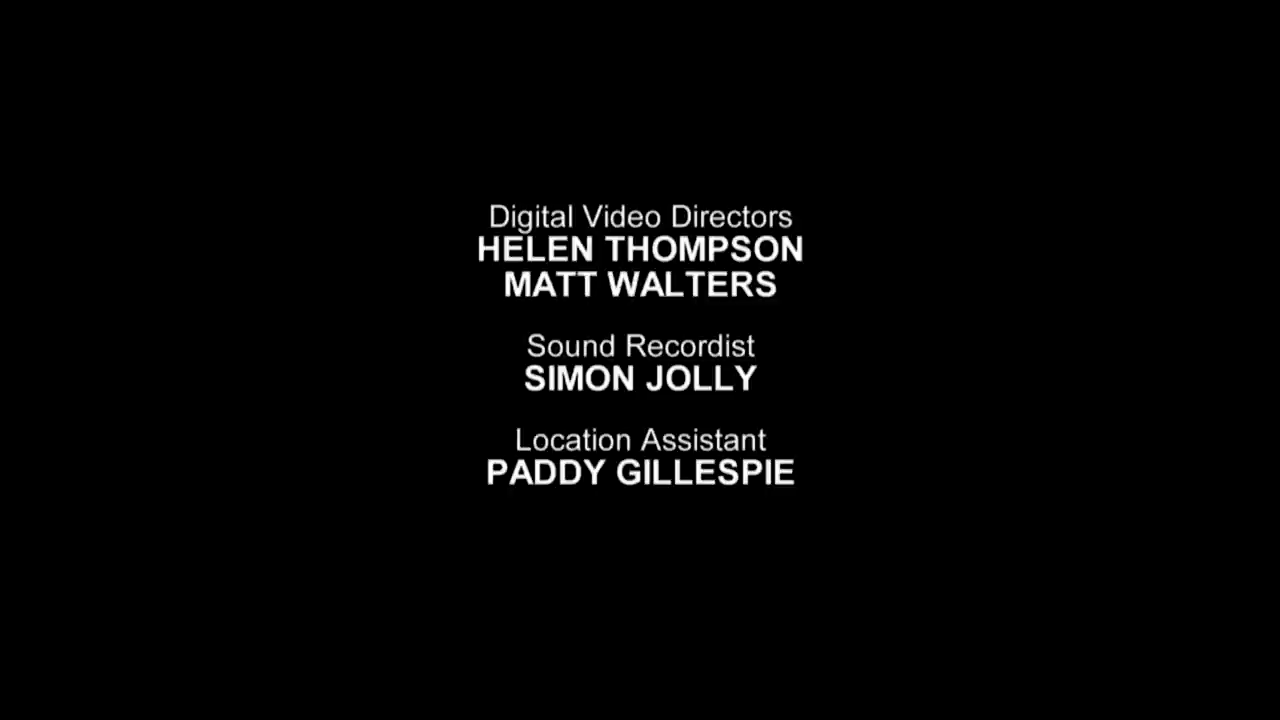 Digital Video Directors
HELEN THOMPSON
MATT WALTERS
Sound Recordist
SIMON JOLLY
Location Assistant
PADDY GILLESPIE